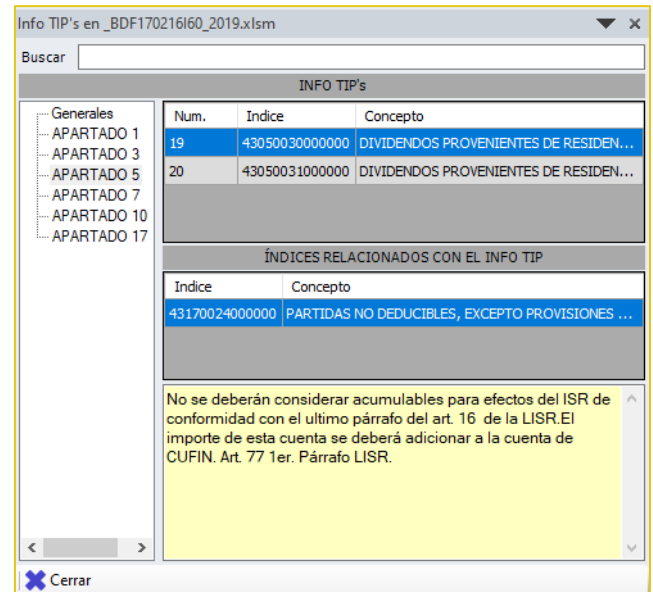 Info TIP's en _BDF170216I60_2019.xlsm
Buscar
INFO TIP's
Generales
APARTADO 1
APARTADO 3
APARTADO 5
APARTADO 7
APARTADO 10
APARTADO 17
Num. Indice Concepto
19 43050030000000 DIVIDENDOS PROVENIENTES DE RESIDEN...
20 43050031000000 DIVIDENDOS PROVENIENTES DE RESIDEN...
ÍNDICES RELACIONADOS CON EL INFO TIP
Indice Concepto
43170024000000 PARTIDAS NO DEDUCIBLES, EXCEPTO PROVISIONES ...
No se deberán considerar acumulables para efectos del ISR de
conformidad con el ultimo párrafo del art. 16 de la LISR.El
importe de esta cuenta se deberá adicionar a la cuenta de
CUFIN. Art. 77 1er. Párrafo LISR.
Cerrar